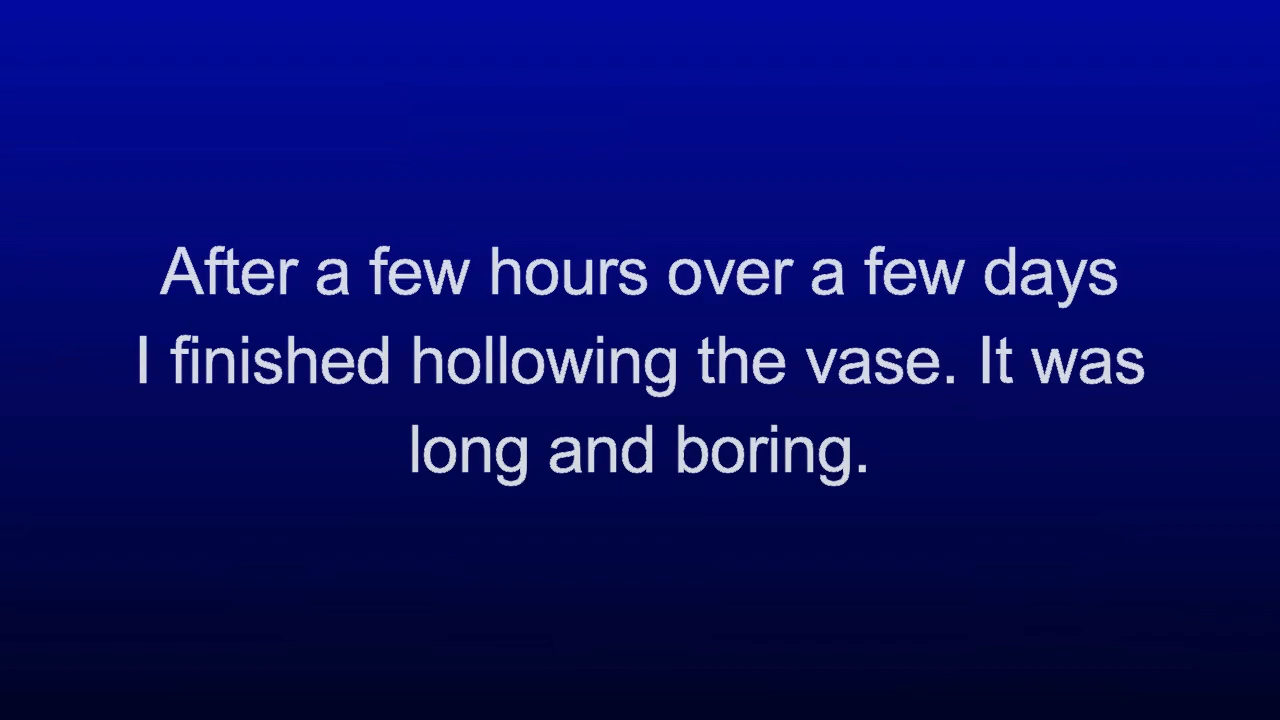 After a few hours over a few days
I finished hollowing the vase. It was
long and boring.